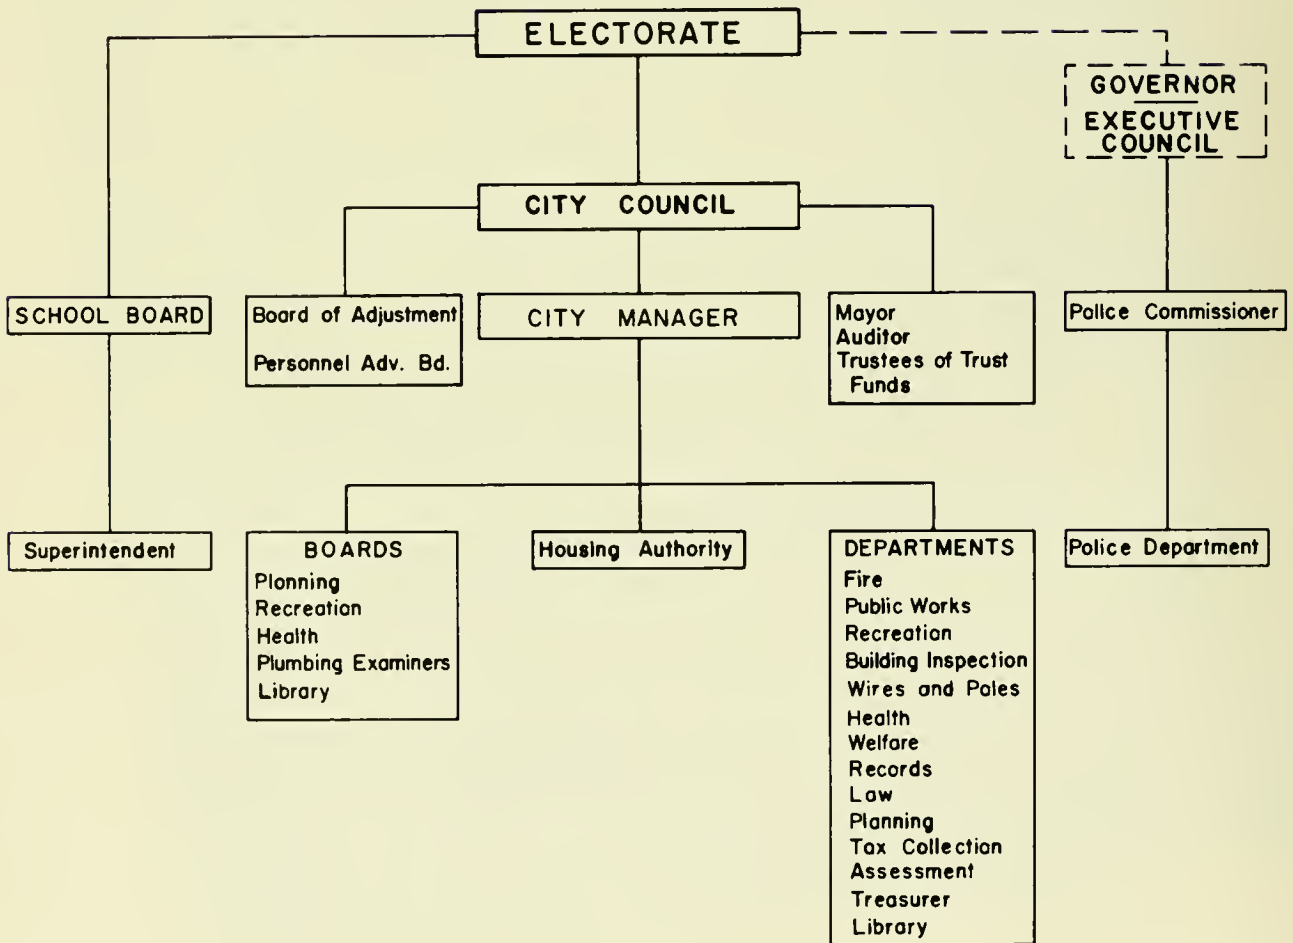 ELECTORATE
GOVERNOR
EXECUTIVE
COUNCIL
CITY COUNCIL
SCHOOL BOARD
Board of Adjustment
Personnel Adv. Bd.
CITY MANAGER
Mayor
Auditor
Trustees of Trust
Funds
Police Commissioner
Superintendent
BOARDS
Planning
Recreation
Health
Plumbing Examiners
Library
Housing Authority
DEPARTMENTS
Fire
Public Works
Recreation
Building Inspection
Wires and Poles
Health
Welfare
Records
Law
Planning
Tax Collection
Assessment
Treasurer
Library
Police Department